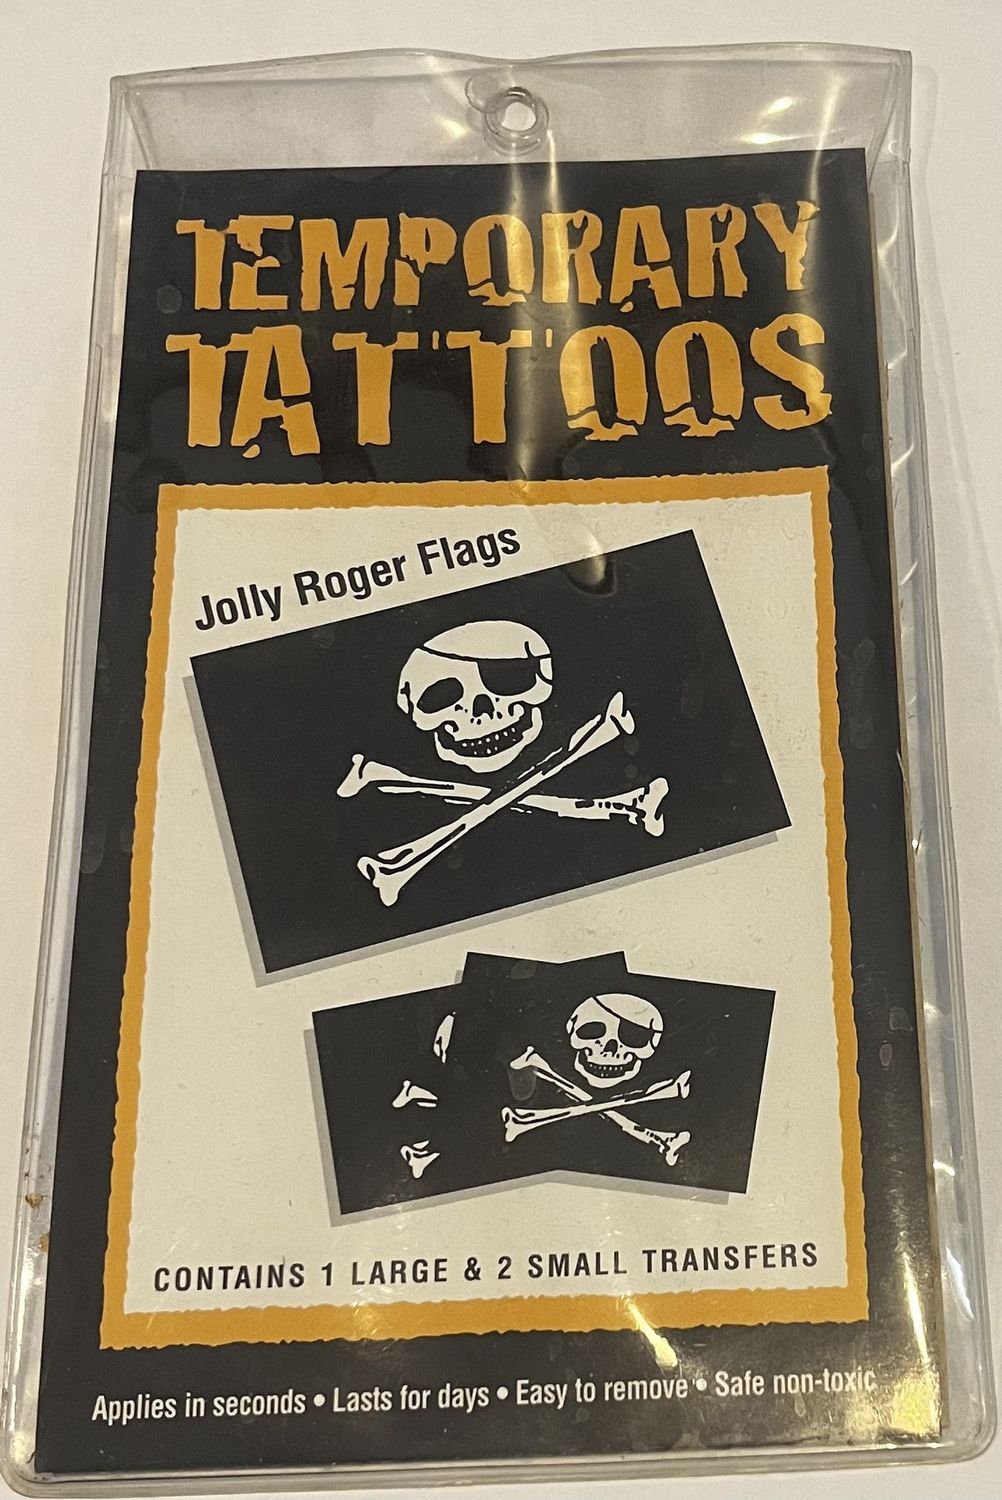 TEMPORARY
TATTOOS
Jolly Roger Flags
CONTAINS 1 LARGE & 2 SMALL TRANSFERS
Applies in seconds • Lasts for days • Easy to remove • Safe non-toxic